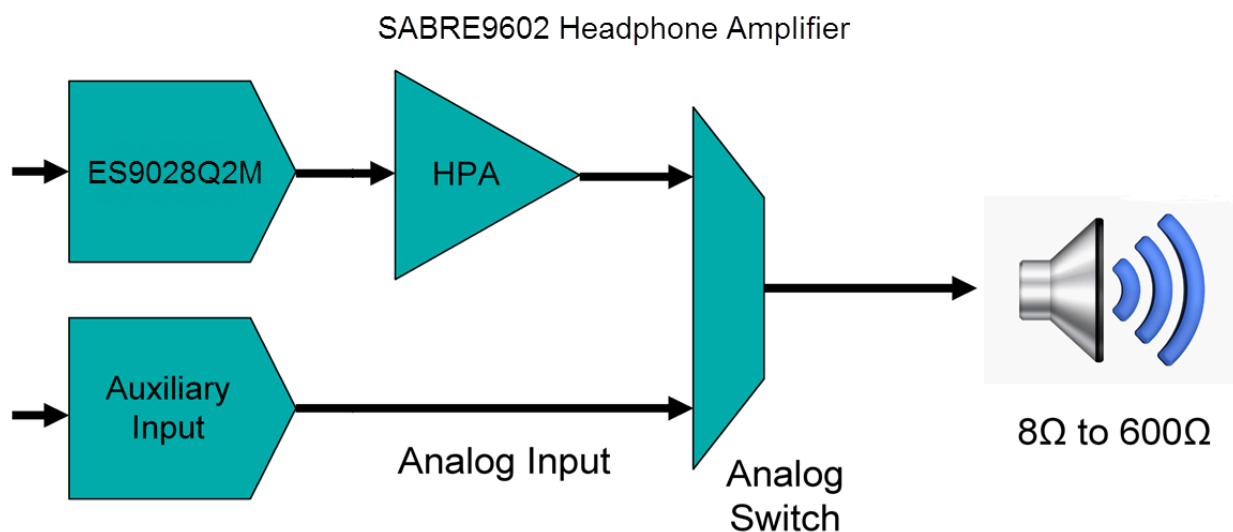 SABRE9602 Headphone Amplifier
ES9028Q2M
HPA
Auxiliary
Input
Analog Input
Analog
Switch
8Ω to 600Ω